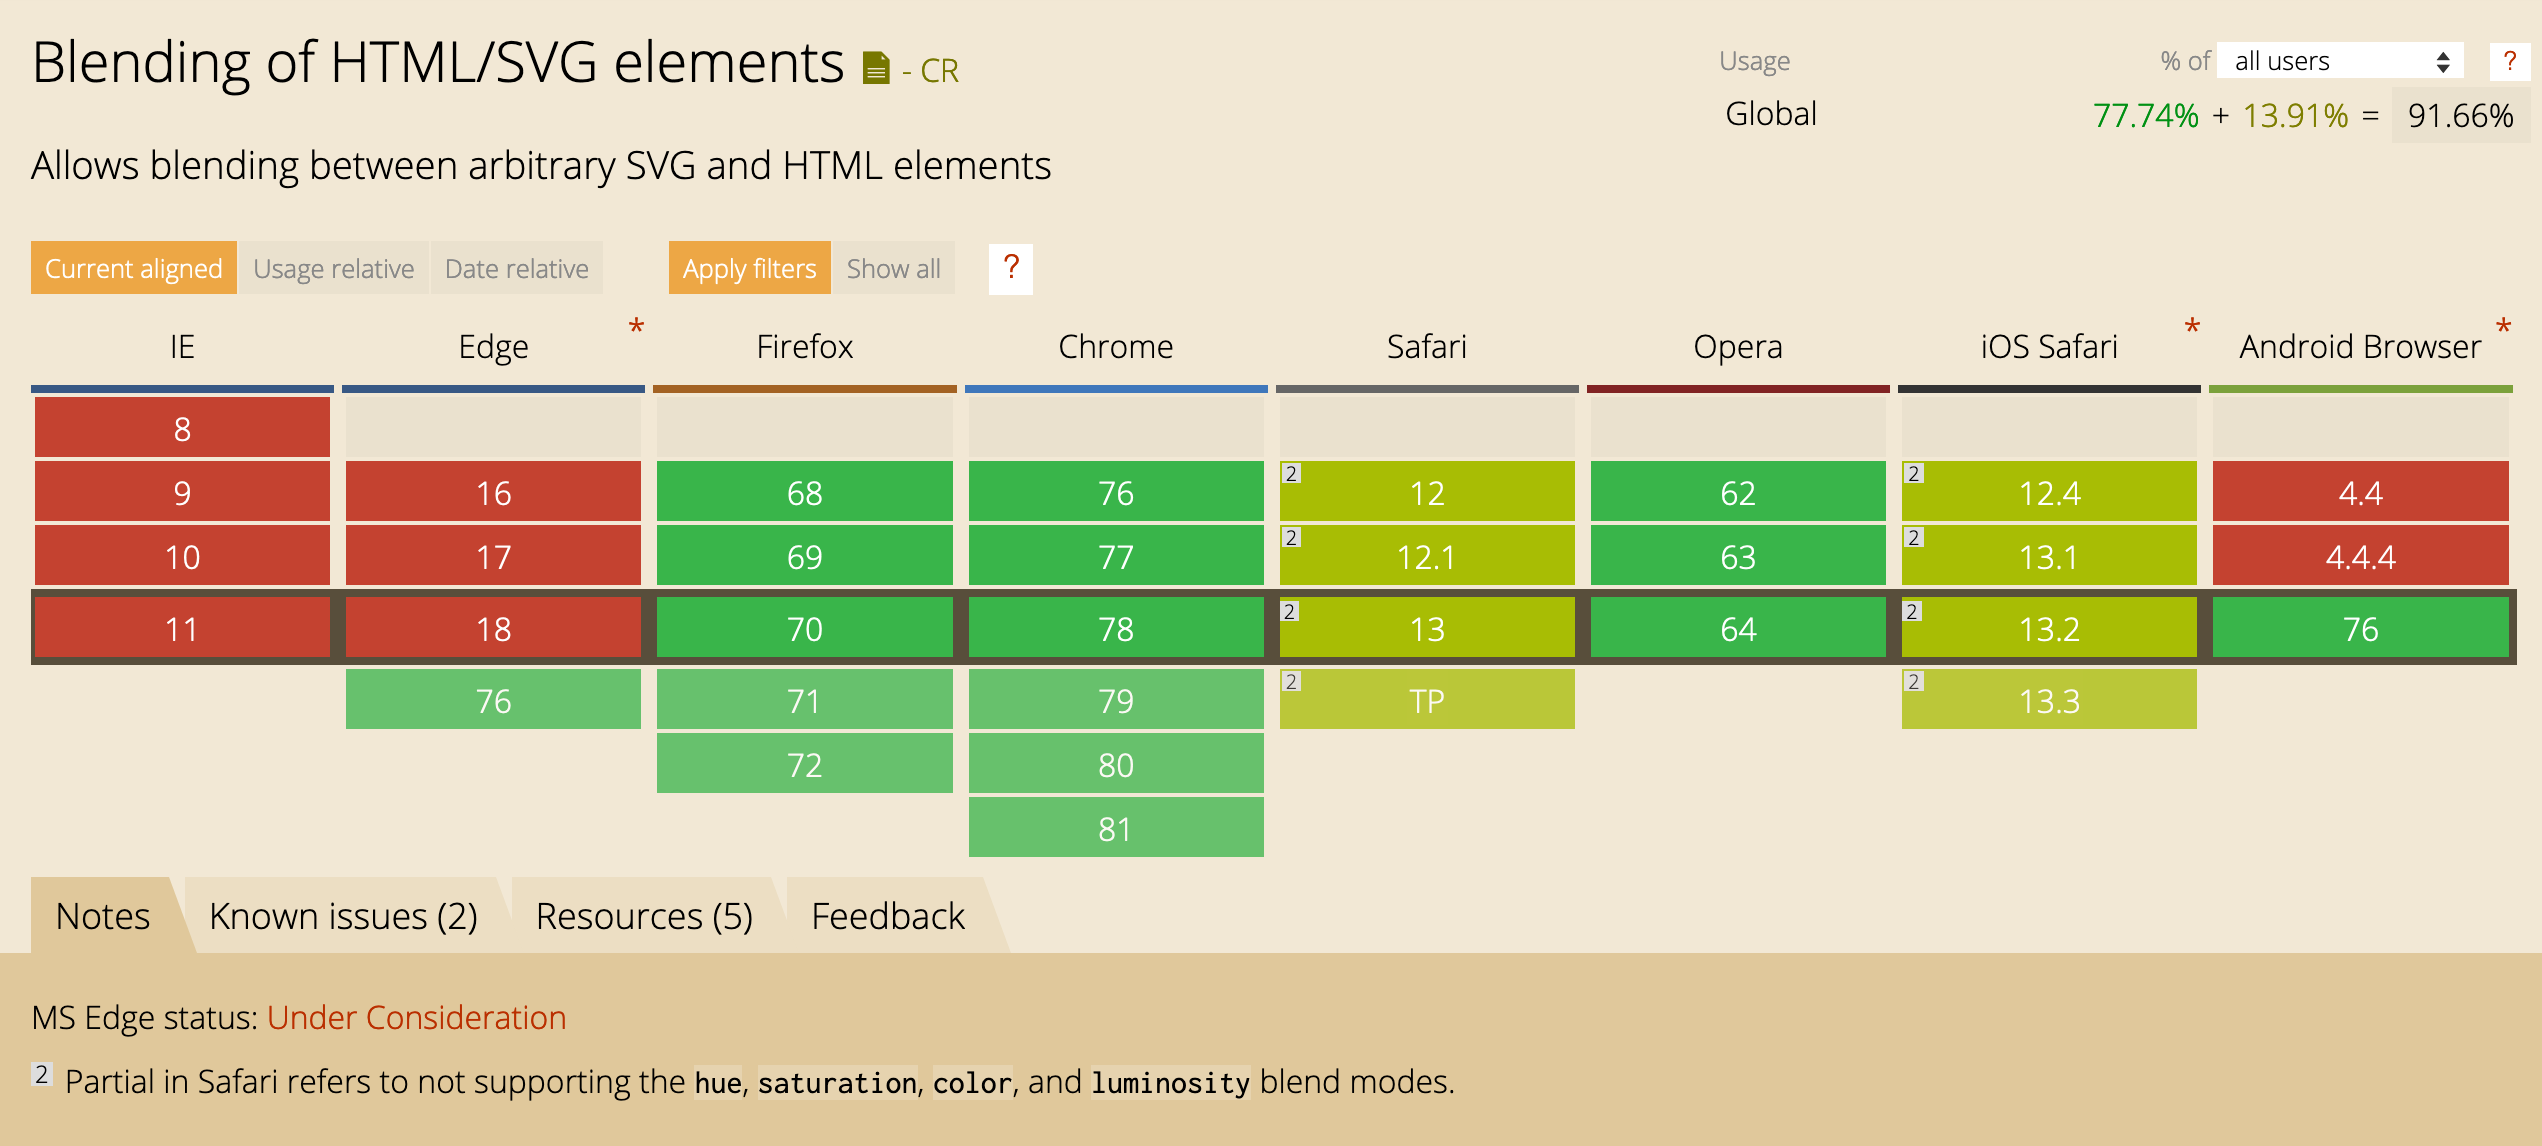 Blending of HTML/SVG elements - CR
Usage % of all users ?
Global 77.74% + 13.91% = 91.66%
Allows blending between arbitrary SVG and HTML elements
Current aligned Usage relative Date relative Apply filters Show all ?
IE Edge * Firefox Chrome Safari Opera iOS Safari * Android Browser *
8
9 16 68 76 2 12 62 2 12.4 4.4
10 17 69 77 2 12.1 63 2 13.1 4.4.4
11 18 70 78 2 13 64 2 13.2 76
76 71 79 2 TP 2 13.3
72 80
81
Notes Known issues (2) Resources (5) Feedback
MS Edge status: Under Consideration
2 Partial in Safari refers to not supporting the hue, saturation, color, and luminosity blend modes.